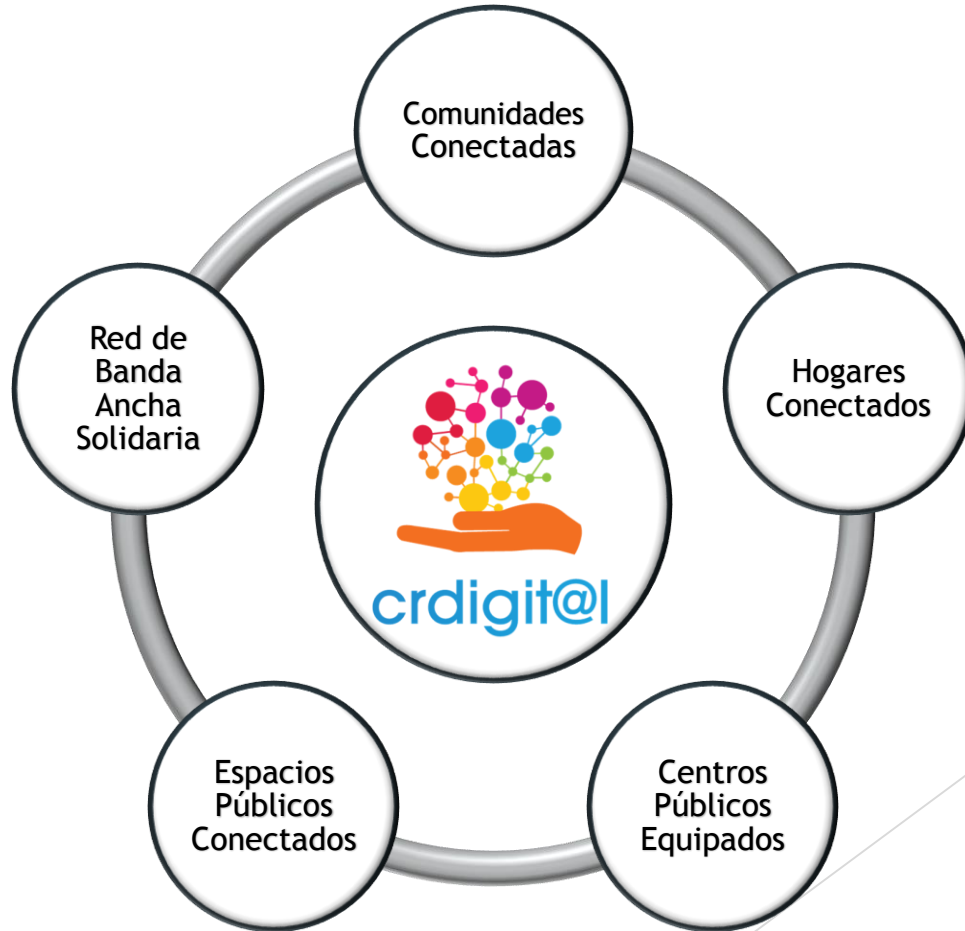 Comunidades
Conectadas
Red de
Banda
Ancha
Solidaria
Hogares
Conectados
crdigit@l
Espacios
Públicos
Conectados
Centros
Públicos
Equipados